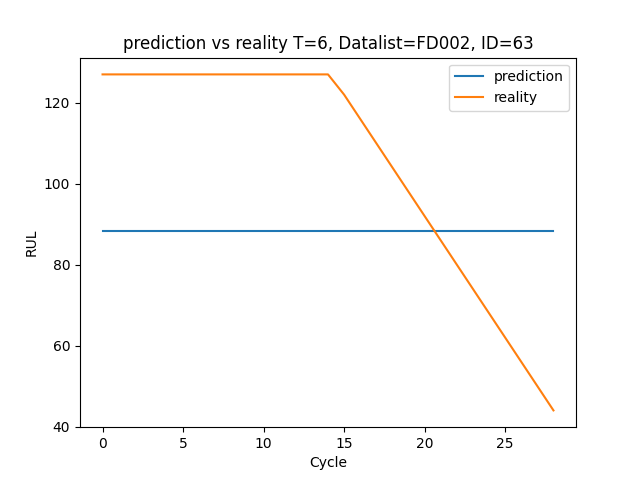 prediction vs reality T=6, Datalist=FD002, ID=63
prediction
reality
120
100
80
60
40
RUL
0 5 10 15 20 25
Cycle